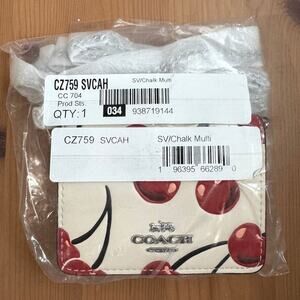 CZ759 SVCAH
SV/Chalk Multi
CC 704
Prod Sts:
QTY: 1
034
938719144
CZ759 SVCAH
SV/Chalk Multi
1 96395 66289 0
COACH